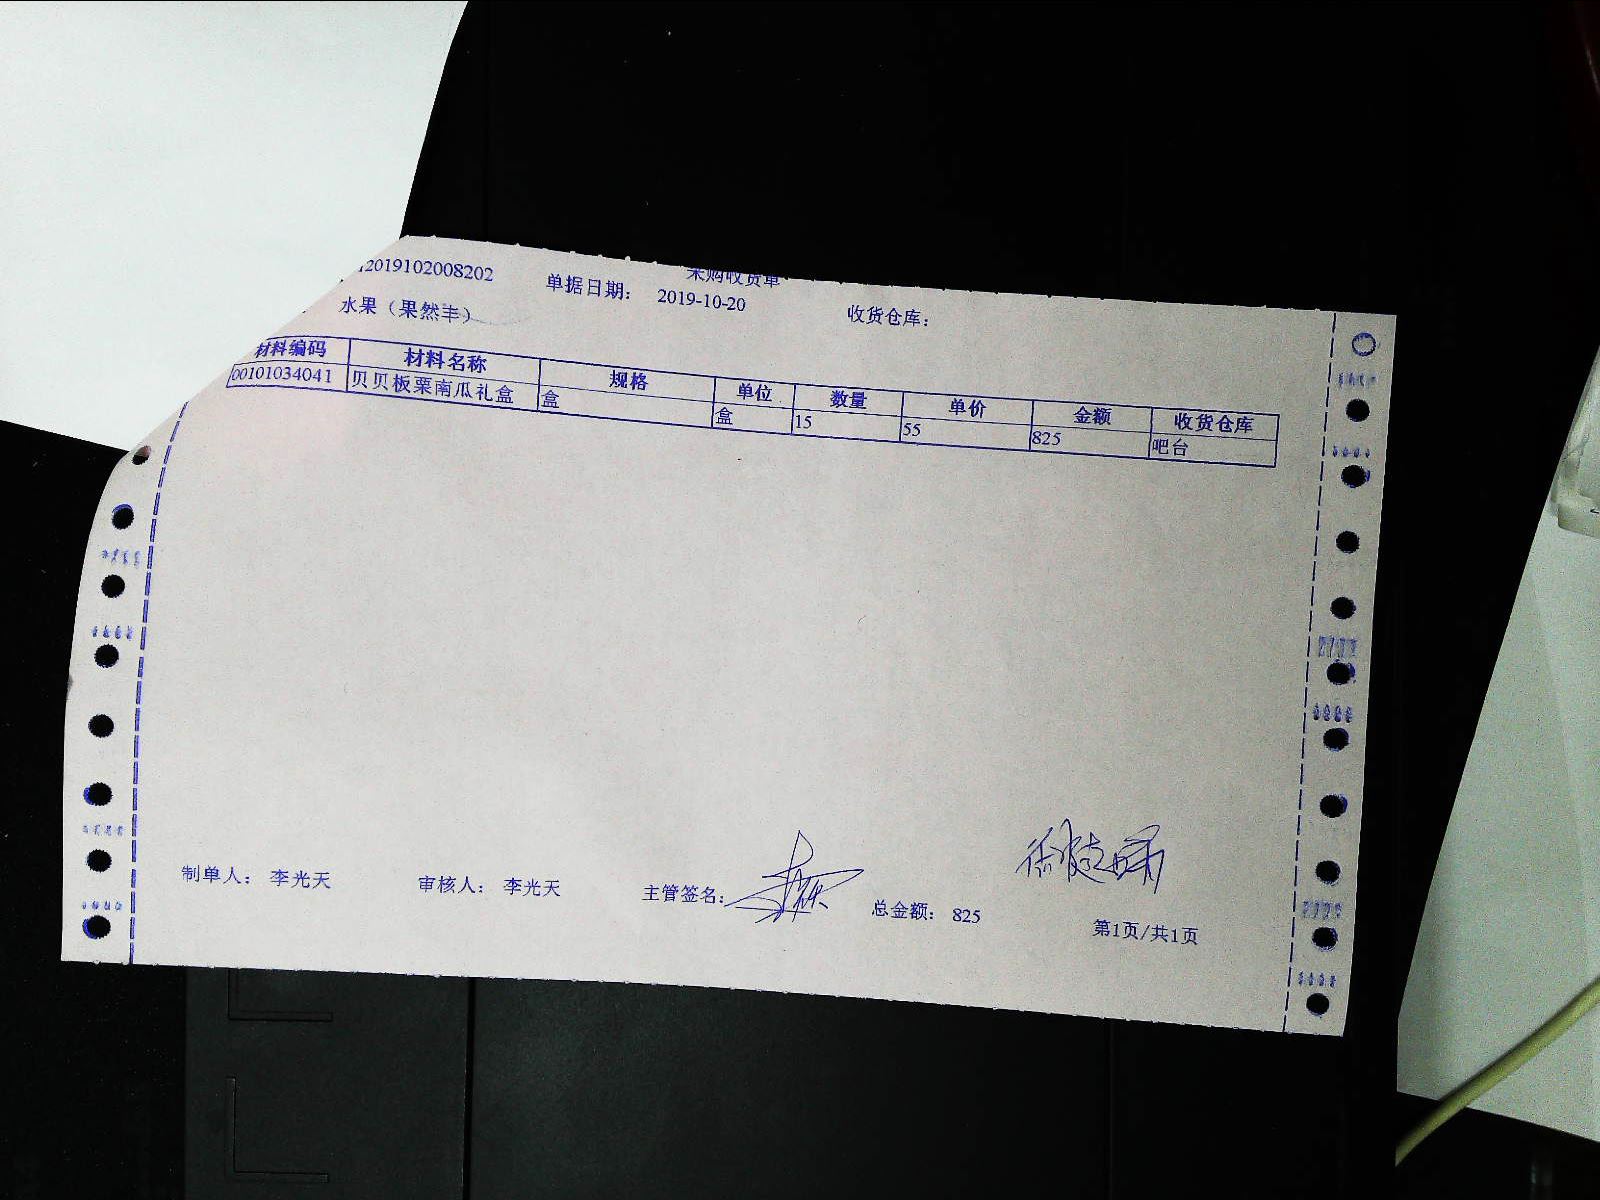 采购收货单
2019102008202 单据日期: 2019-10-20 收货仓库:
水果（果然丰）
材料编码 材料名称 规格 单位 数量 单价 金额 收货仓库
00101034041 贝贝板栗南瓜礼盒 盒 盒 15 55 825 吧台
制单人: 李光天 审核人: 李光天 主管签名: 总金额: 825
第1页/共1页